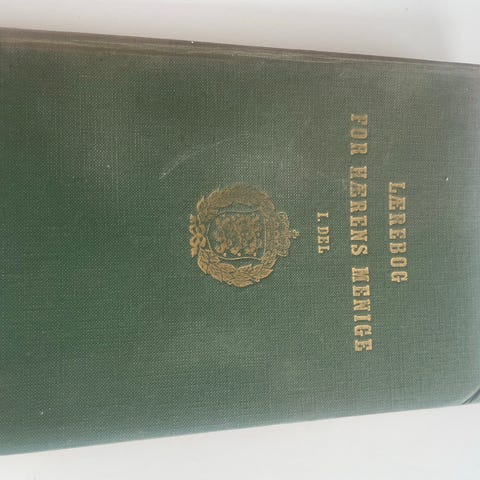 LÆREBOG
FOR HÆRENS MENIGE
I. DEL